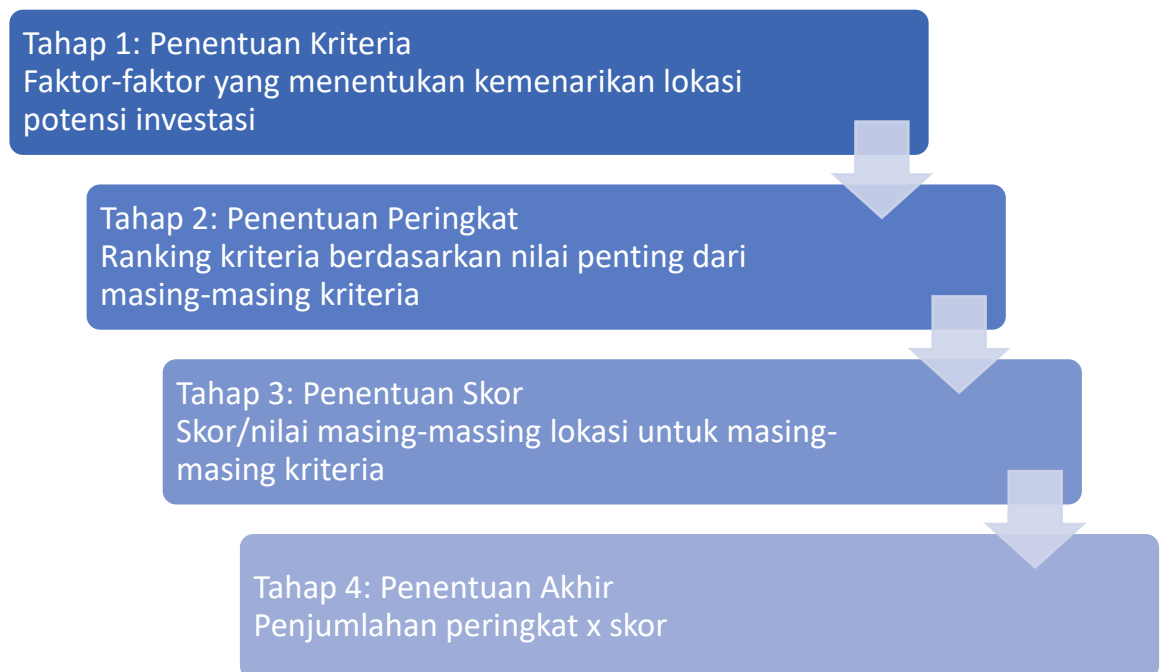 Tahap 1: Penentuan Kriteria
Faktor-faktor yang menentukan kemenarikan lokasi
potensi investasi
Tahap 2: Penentuan Peringkat
Ranking kriteria berdasarkan nilai penting dari
masing-masing kriteria
Tahap 3: Penentuan Skor
Skor/nilai masing-massing lokasi untuk masing-
masing kriteria
Tahap 4: Penentuan Akhir
Penjumlahan peringkat x skor